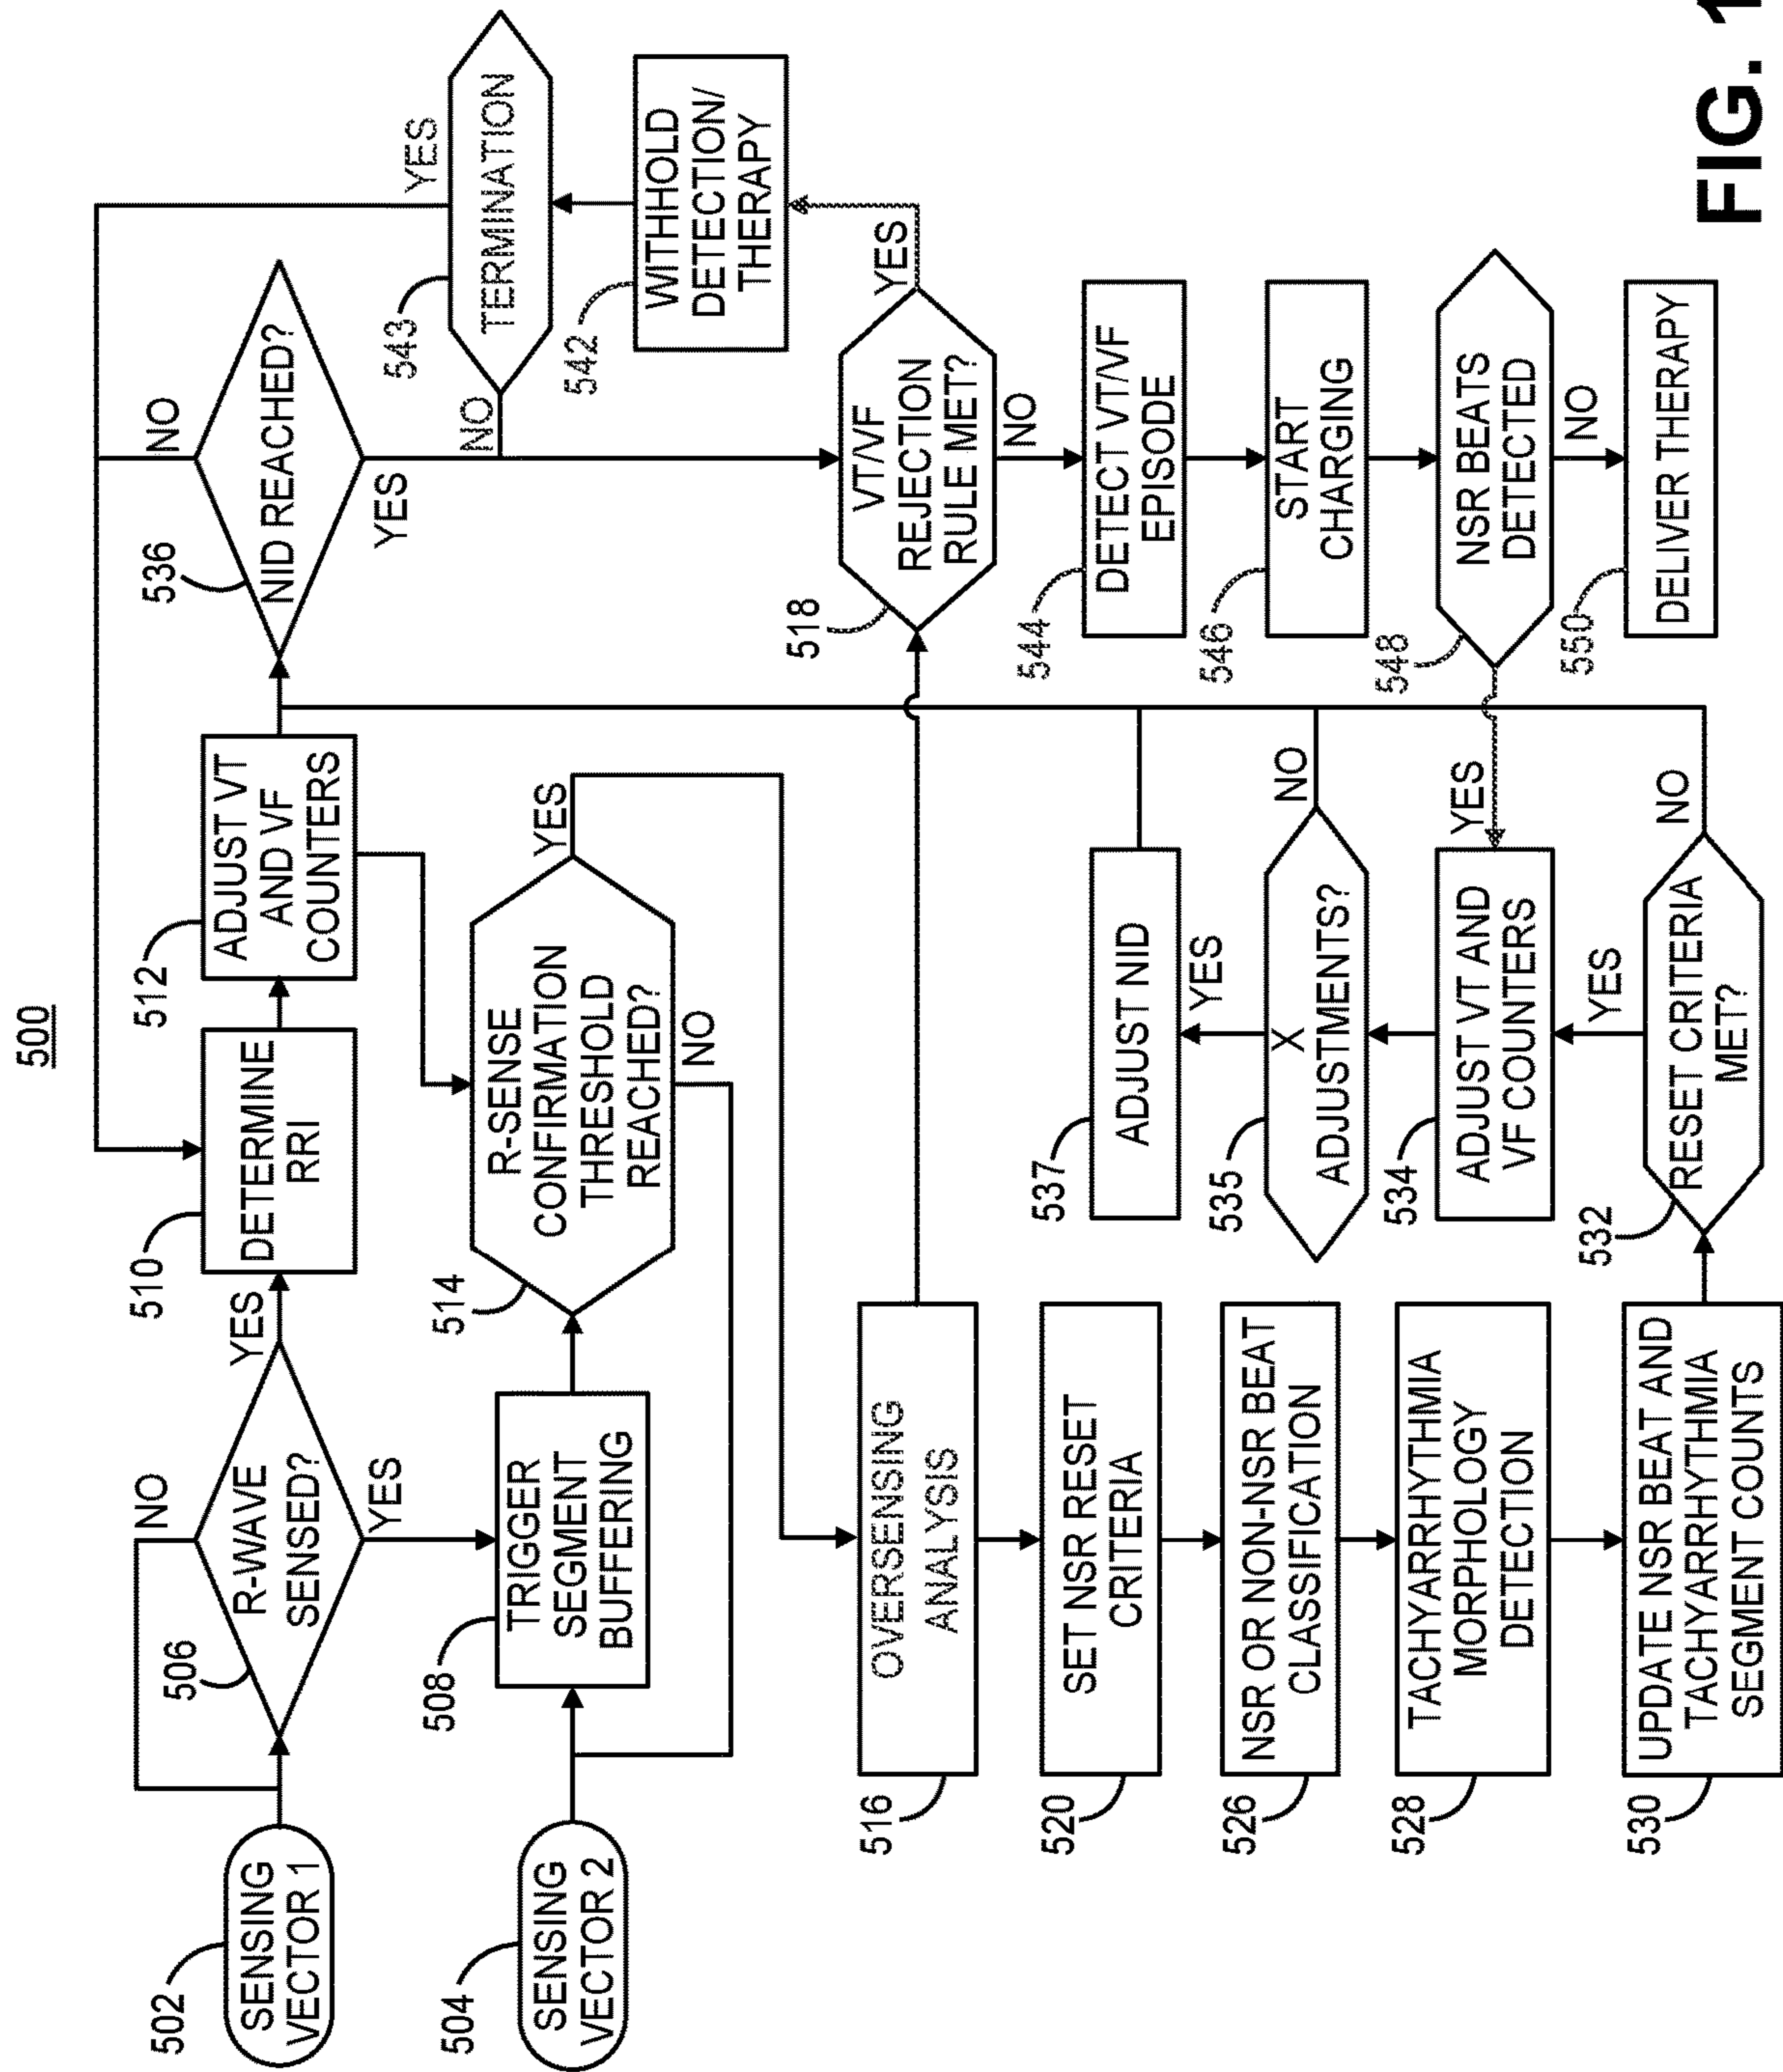 500
502
SENSING
VECTOR 1
506
R-WAVE
SENSED?
NO
YES
YES
510
DETERMINE
RRI
512
ADJUST VT
AND VF
COUNTERS
536
NID REACHED?
NO
YES
504
SENSING
VECTOR 2
508
TRIGGER
SEGMENT
BUFFERING
514
R-SENSE
CONFIRMATION
THRESHOLD
REACHED?
YES
NO
543
TERMINATION
YES
NO
542
WITHHOLD
DETECTION/
THERAPY
516
OVERSENSING
ANALYSIS
518
VT/VF
REJECTION
RULE MET?
YES
NO
520
SET NSR RESET
CRITERIA
537
ADJUST NID
YES
544
DETECT VT/VF
EPISODE
526
NSR OR NON-NSR BEAT
CLASSIFICATION
535
X
ADJUSTMENTS?
NO
546
START
CHARGING
528
TACHYARRHYTHMIA
MORPHOLOGY
DETECTION
534
ADJUST VT AND
VF COUNTERS
YES
YES
548
NSR BEATS
DETECTED
NO
530
UPDATE NSR BEAT AND
TACHYARRHYTHMIA
SEGMENT COUNTS
532
RESET CRITERIA
MET?
NO
550
DELIVER THERAPY
FIG. 1